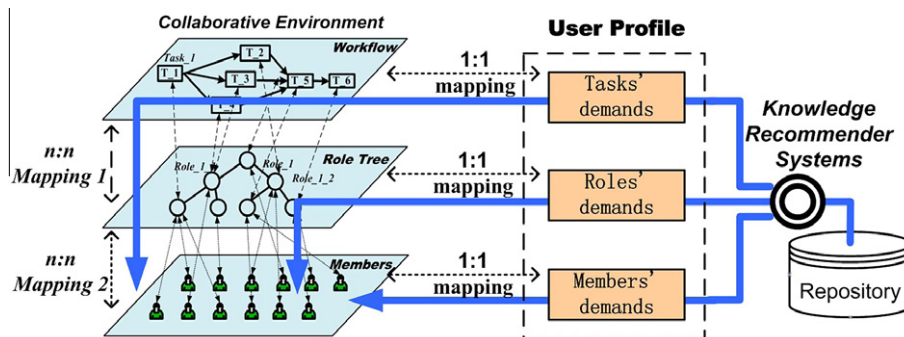 Collaborative Environment
User Profile
Workflow
Task_1
T_1
T_2
T_3
T_4
T_5
T_6
1:1
mapping
Tasks'
demands
Knowledge
Recommender
Systems
n:n
Mapping 1
Role Tree
Role_1
Role_1_2
1:1
mapping
Roles'
demands
n:n
Mapping 2
Members
1:1
mapping
Members'
demands
Repository